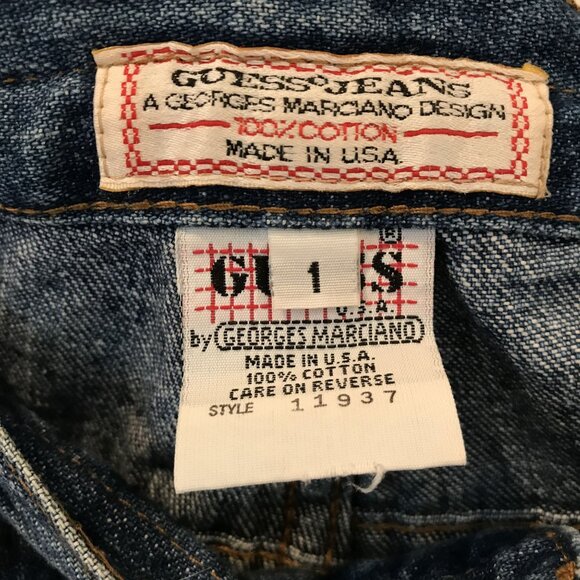 GUESS? JEANS
A GEORGES MARCIANO DESIGN
100% COTTON
MADE IN U.S.A.
GU 1 S
U.S.A.
by GEORGES MARCIANO
MADE IN U.S.A.
100% COTTON
CARE ON REVERSE
STYLE 11937